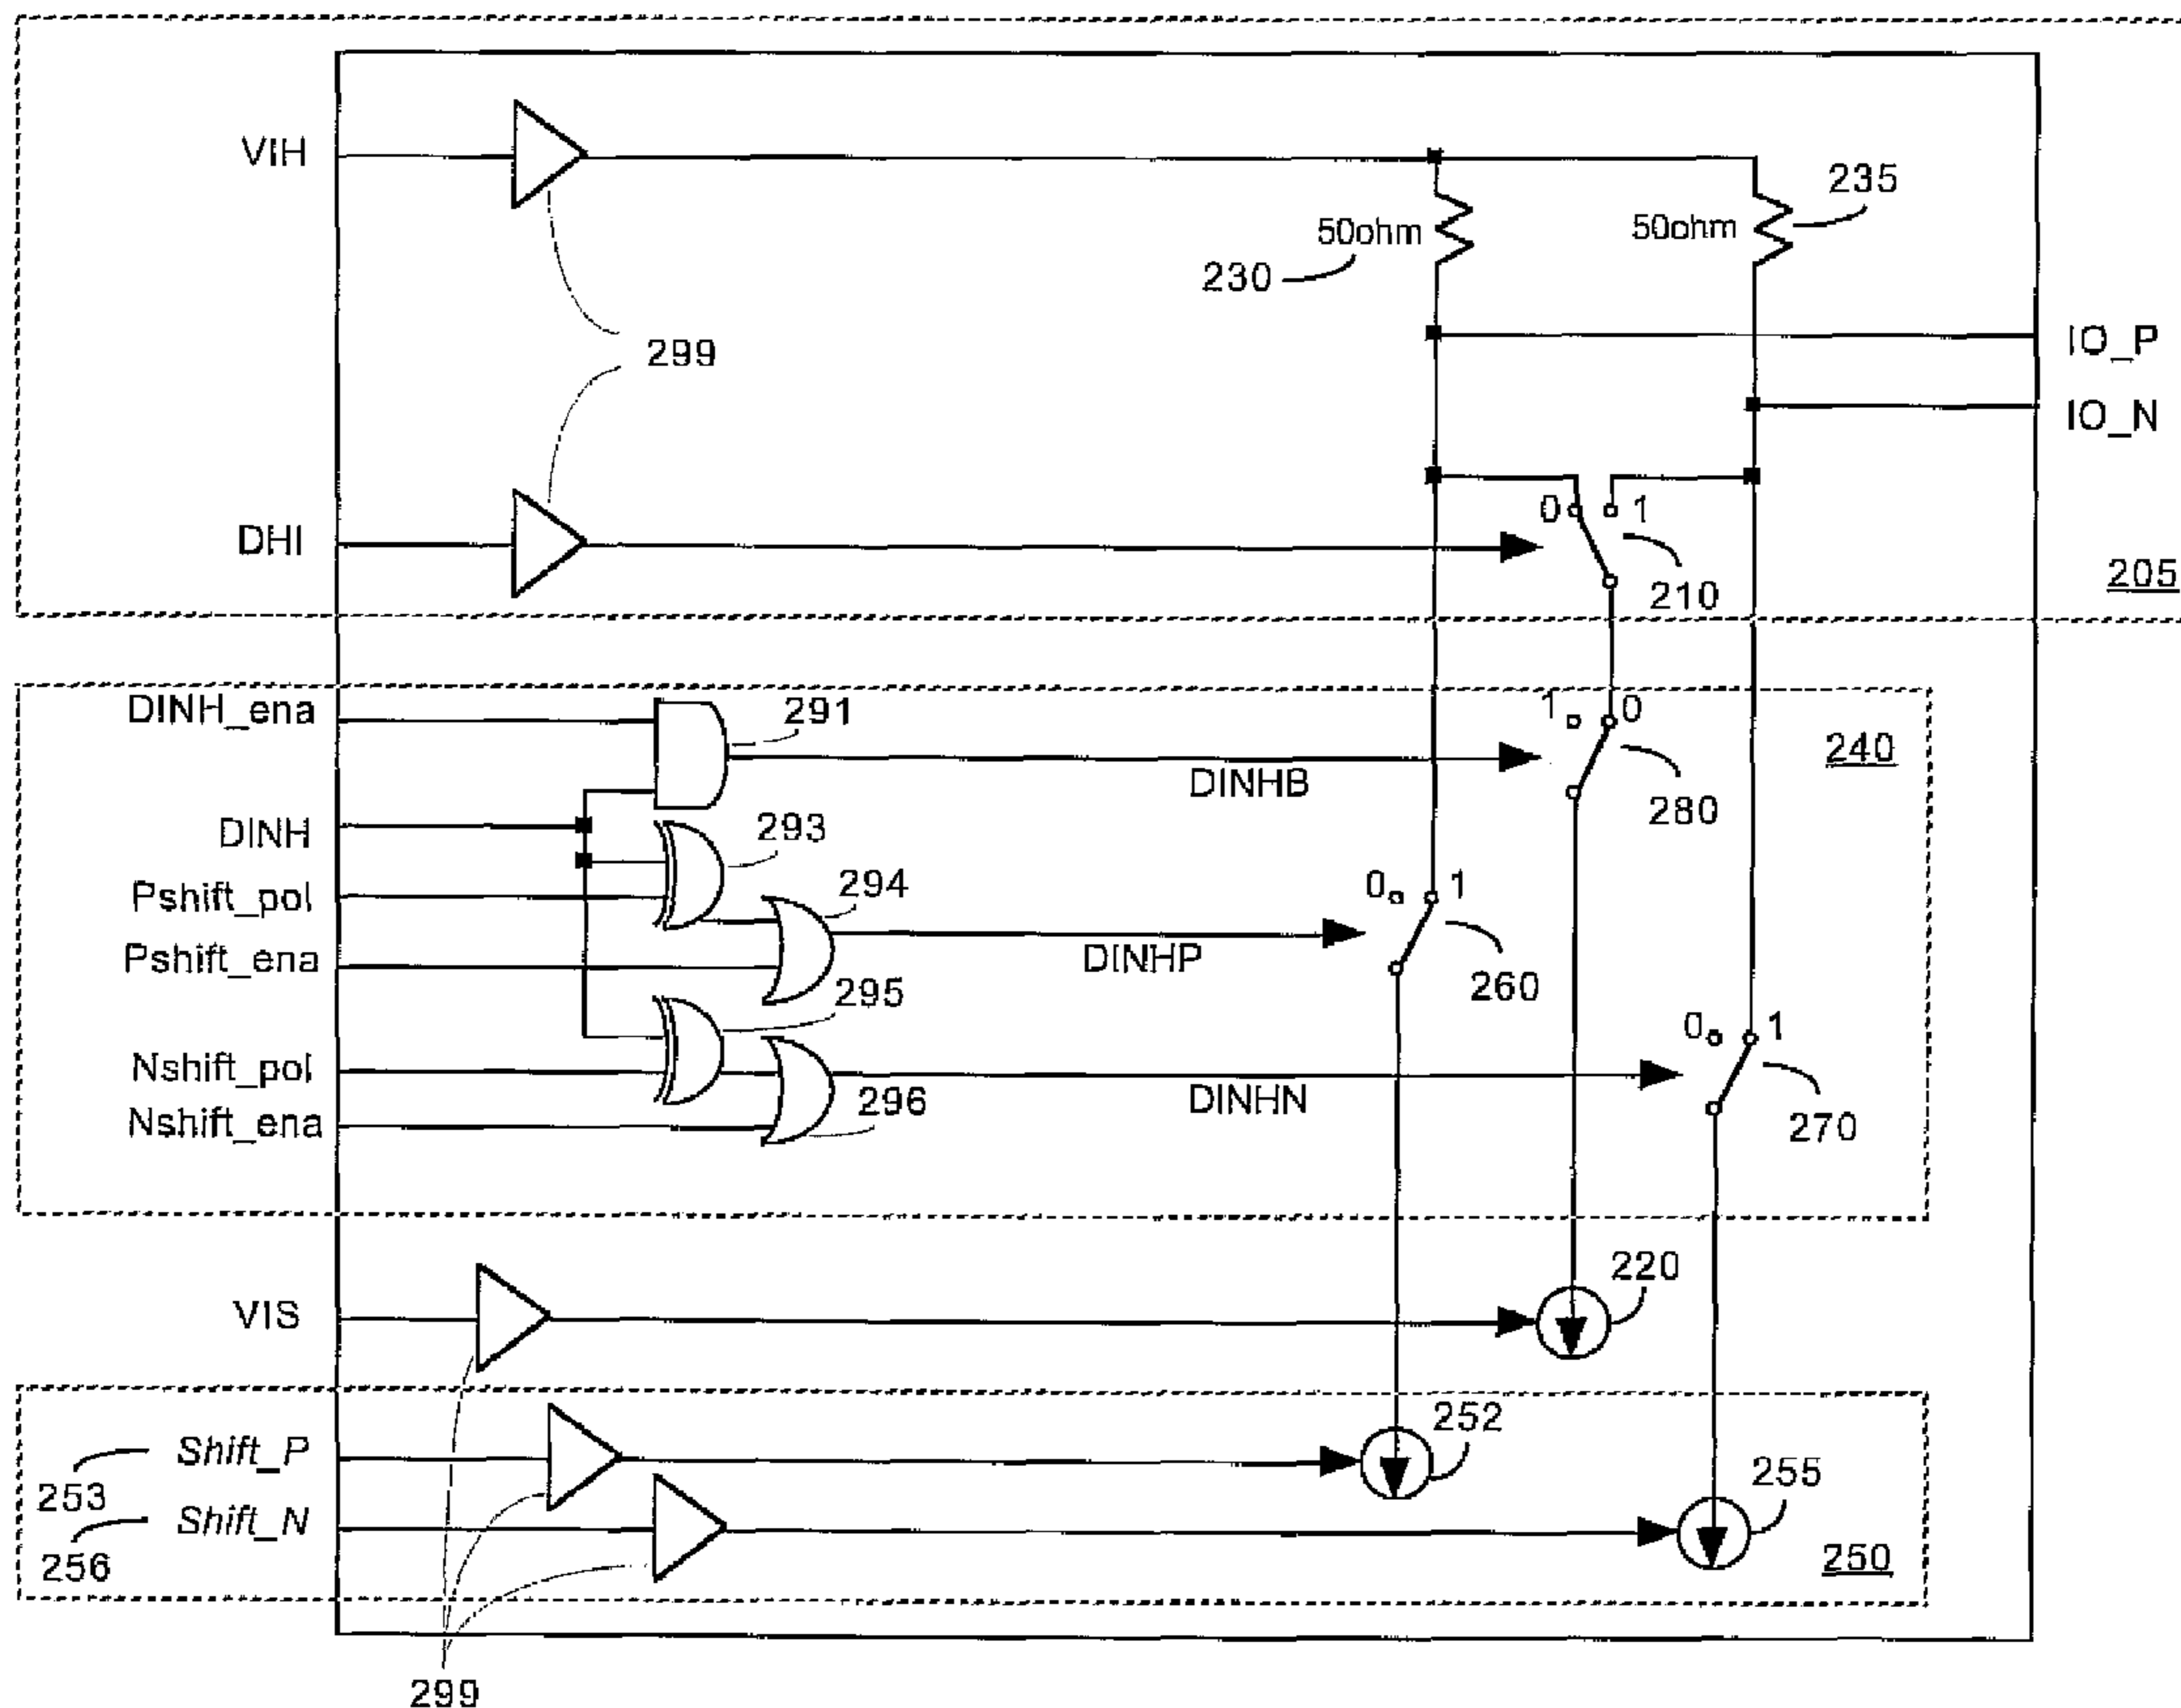 VIH
235
50ohm
50ohm
230
299
IO_P
IO_N
0
1
DHI
210
205
DINH_ena
291
1
0
240
DINHB
280
DINH
293
Pshift_pol
294
0
1
Pshift_ena
DINHP
260
295
0
1
Nshift_pol
296
DINHN
270
Nshift_ena
VIS
220
252
Shift_P
253
255
Shift_N
256
250
299